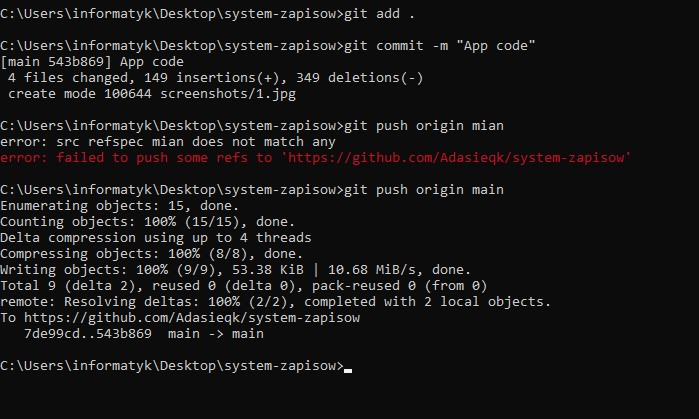 C:\Users\informatyk\Desktop\system-zapisow>git add .
C:\Users\informatyk\Desktop\system-zapisow>git commit -m "App code"
[main 543b869] App code
 4 files changed, 149 insertions(+), 349 deletions(-)
 create mode 100644 screenshots/1.jpg
C:\Users\informatyk\Desktop\system-zapisow>git push origin mian
error: src refspec mian does not match any
error: failed to push some refs to 'https://github.com/Adasieqk/system-zapisow'
C:\Users\informatyk\Desktop\system-zapisow>git push origin main
Enumerating objects: 15, done.
Counting objects: 100% (15/15), done.
Delta compression using up to 4 threads
Compressing objects: 100% (8/8), done.
Writing objects: 100% (9/9), 53.38 KiB | 10.68 MiB/s, done.
Total 9 (delta 2), reused 0 (delta 0), pack-reused 0 (from 0)
remote: Resolving deltas: 100% (2/2), completed with 2 local objects.
To https://github.com/Adasieqk/system-zapisow
   7de99cd..543b869  main -> main
C:\Users\informatyk\Desktop\system-zapisow>